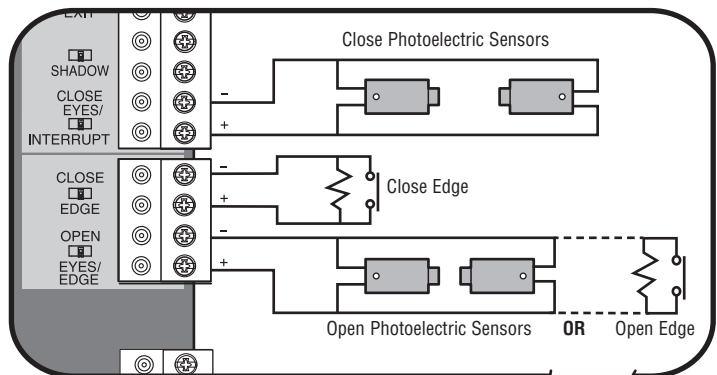 EXIT
SHADOW
CLOSE
EYES/
INTERRUPT
-
+
Close Photoelectric Sensors
CLOSE
EDGE
-
+
Close Edge
OPEN
EYES/
EDGE
-
+
Open Photoelectric Sensors OR Open Edge